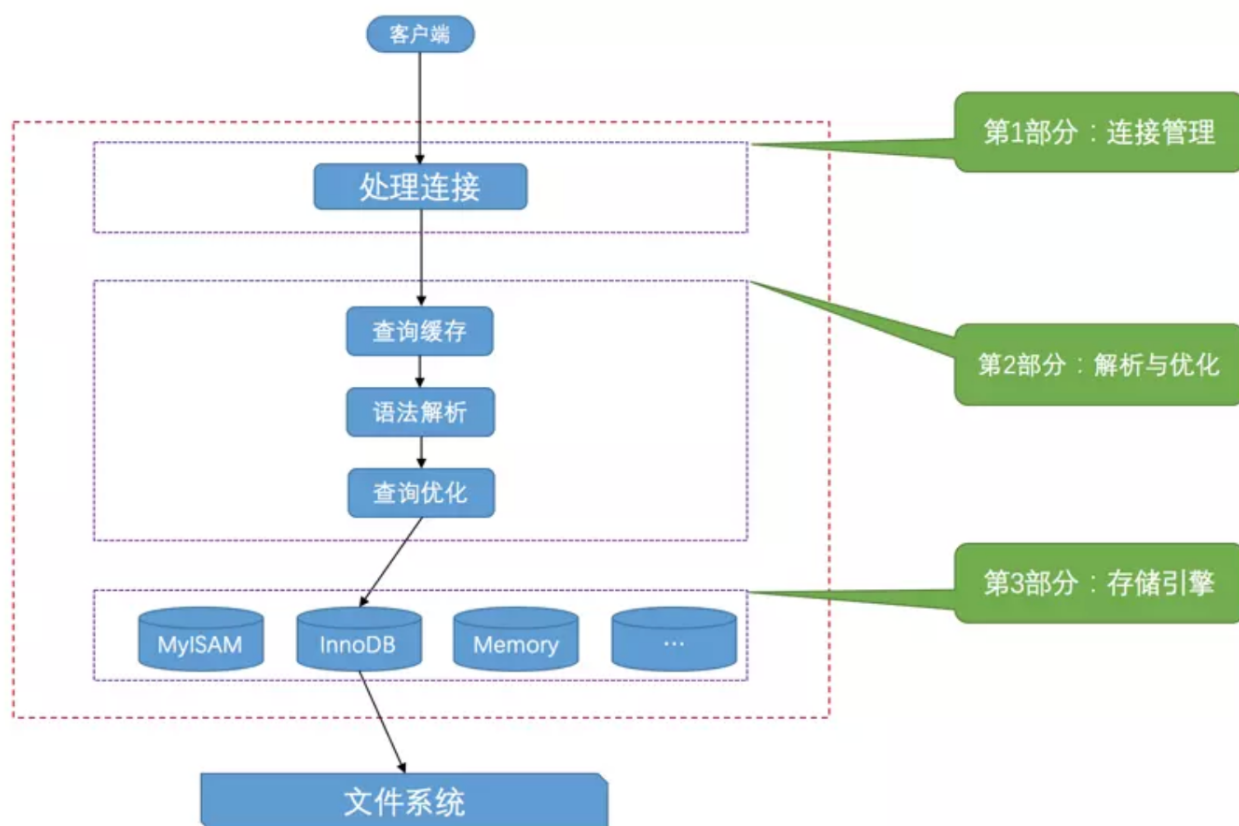 客户端
第1部分：连接管理
处理连接
查询缓存
第2部分：解析与优化
语法解析
查询优化
第3部分：存储引擎
MyISAM
InnoDB
Memory
...
文件系统